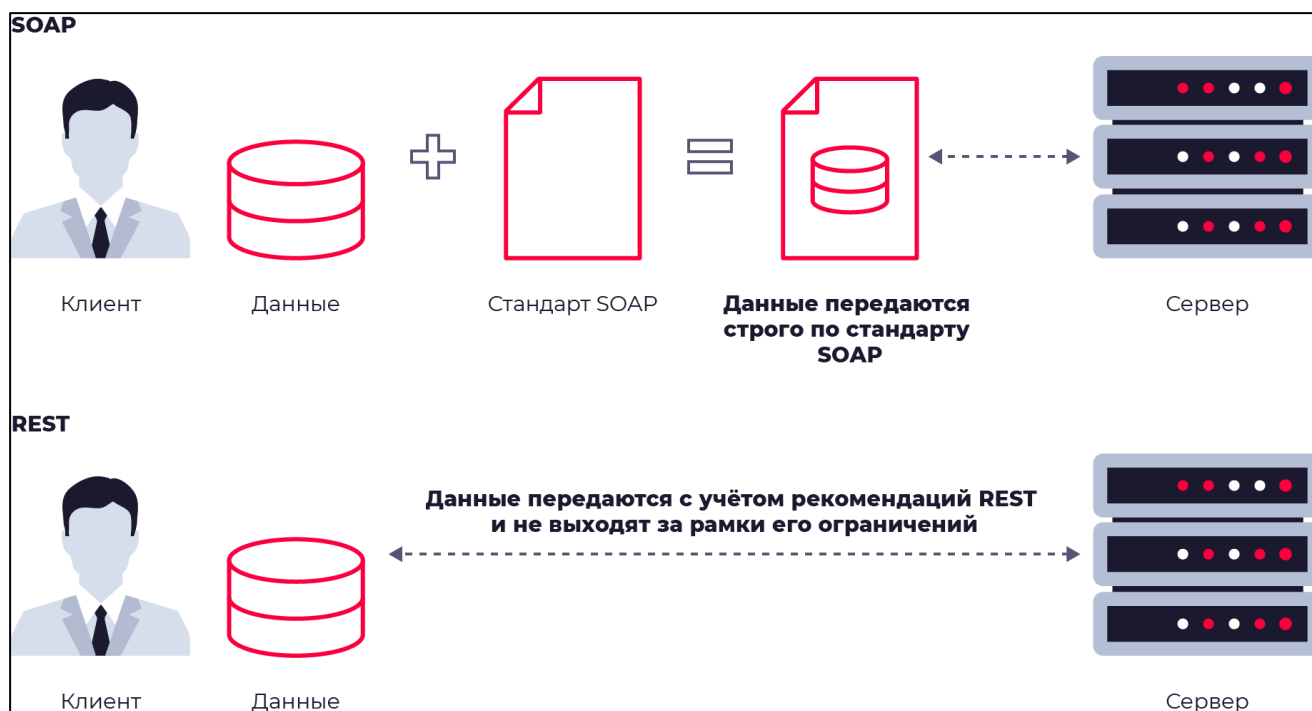 SOAP
Клиент
Данные
Стандарт SOAP
Данные передаются
строго по стандарту
SOAP
Сервер
REST
Данные передаются с учётом рекомендаций REST
и не выходят за рамки его ограничений
Клиент
Данные
Сервер